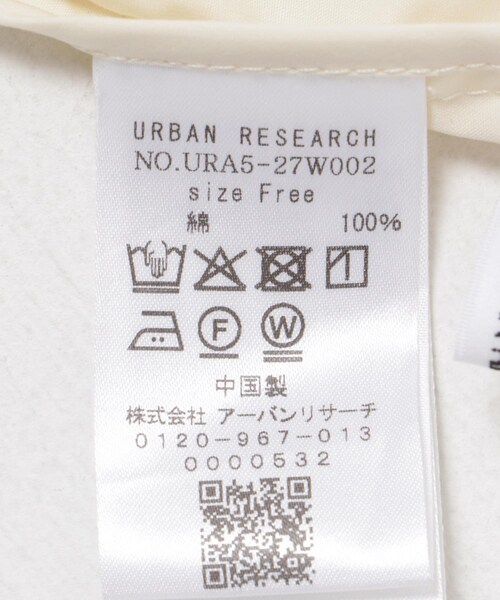 URBAN RESEARCH
NO.URA5-27W002
size Free
綿 100%
F W
中国製
株式会社 アーバンリサーチ
0120-967-013
0000532